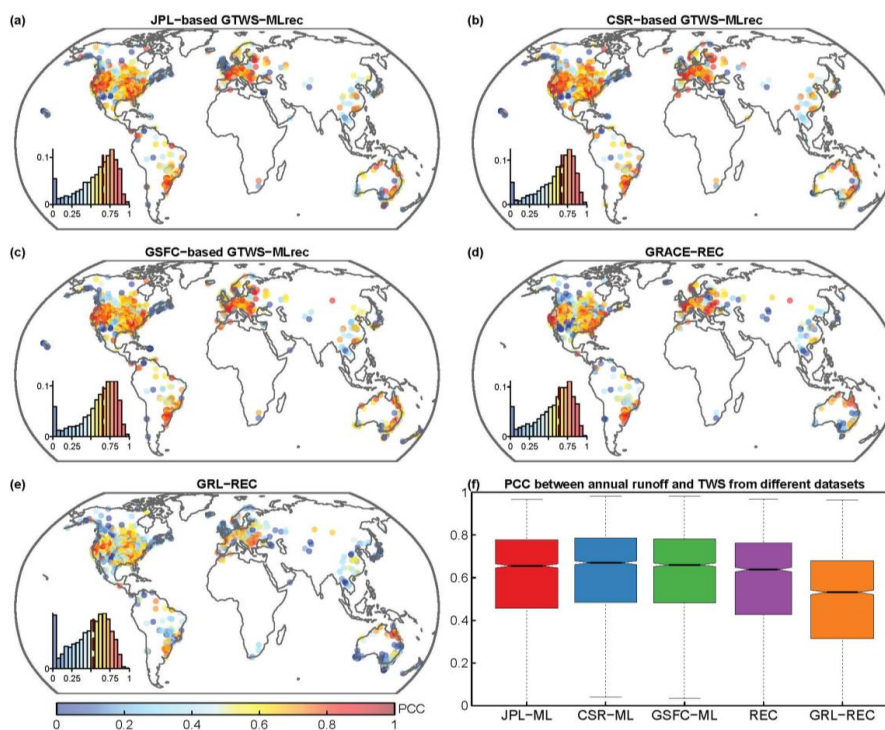 (a) JPL-based GTWS-MLrec
(b) CSR-based GTWS-MLrec
0.1
0
0 0.25 0.75 1
0.1
0
0 0.25 0.75 1
(c) GSFC-based GTWS-MLrec
(d) GRACE-REC
0.1
0
0 0.25 0.75 1
0.1
0
0 0.25 0.75 1
(e) GRL-REC
0 0.25 0.75 1
PCC
0 0.2 0.4 0.6 0.8 1
(f) PCC between annual runoff and TWS from different datasets
1
0.8
0.6
0.4
0.2
0
JPL-ML CSR-ML GSFC-ML REC GRL-REC